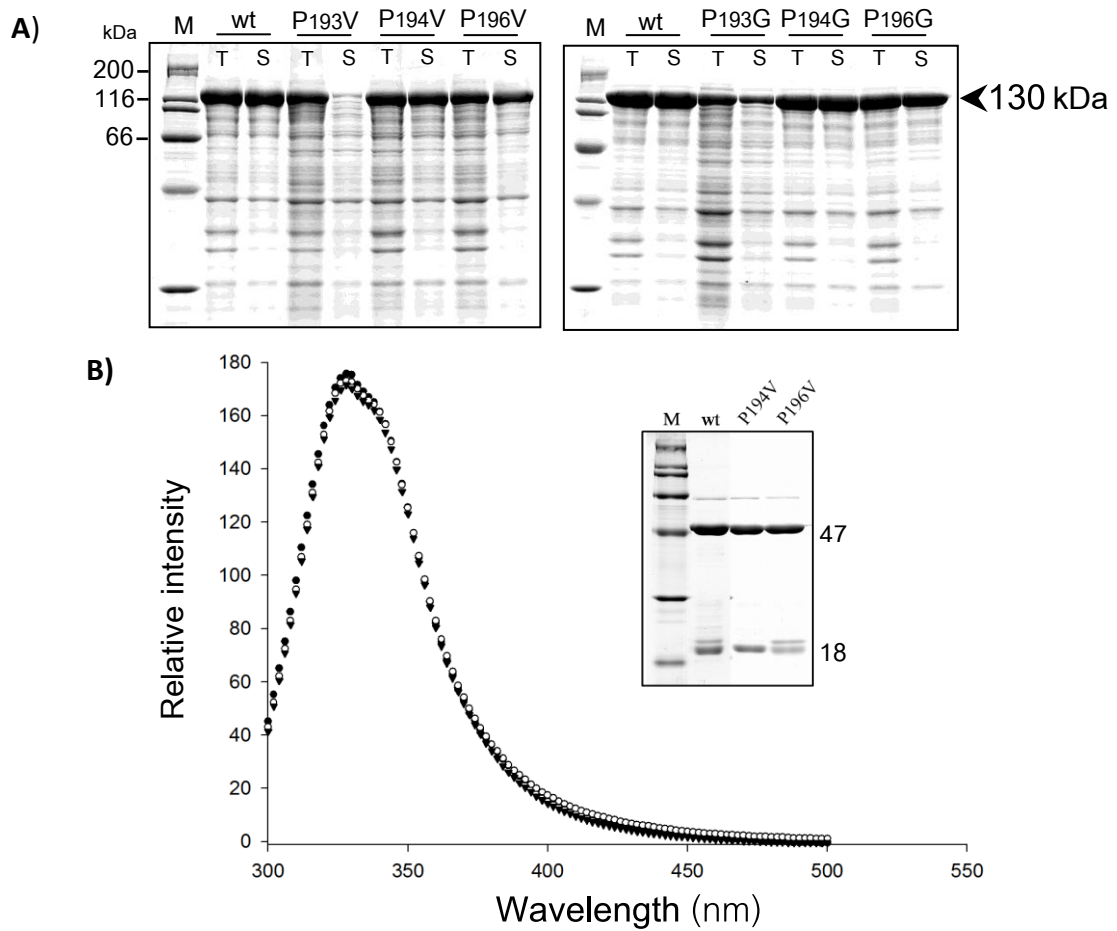 A)
kDa
M wt P193V P194V P196V
T S T S T S T S
200
116
66
M wt P193G P194G P196G
T S T S T S T S
130 kDa
B)
180
160
140
120
100
80
60
40
20
0
Relative intensity
300 350 400 450 500 550
Wavelength (nm)
M wt P194V P196V
47
18